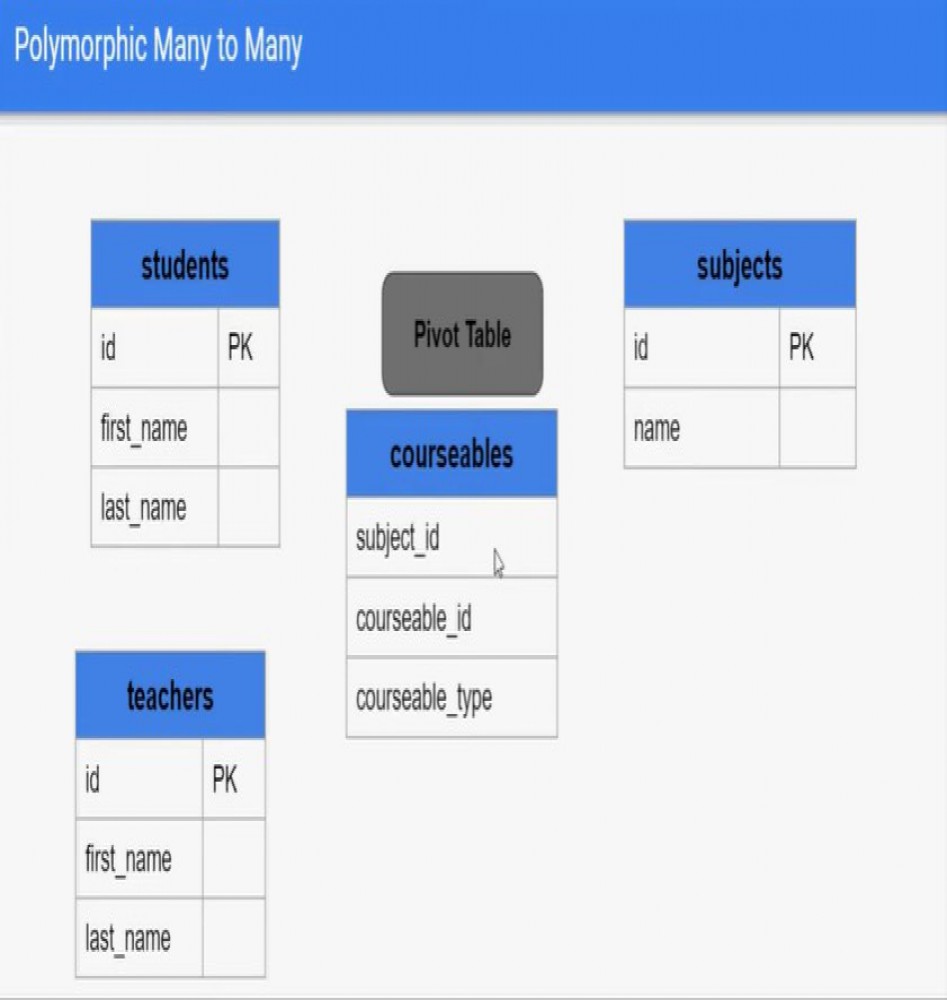 Polymorphic Many to Many
students
id PK
first_name
last_name
Pivot Table
courseables
subject_id
courseable_id
courseable_type
subjects
id PK
name
teachers
id PK
first_name
last_name